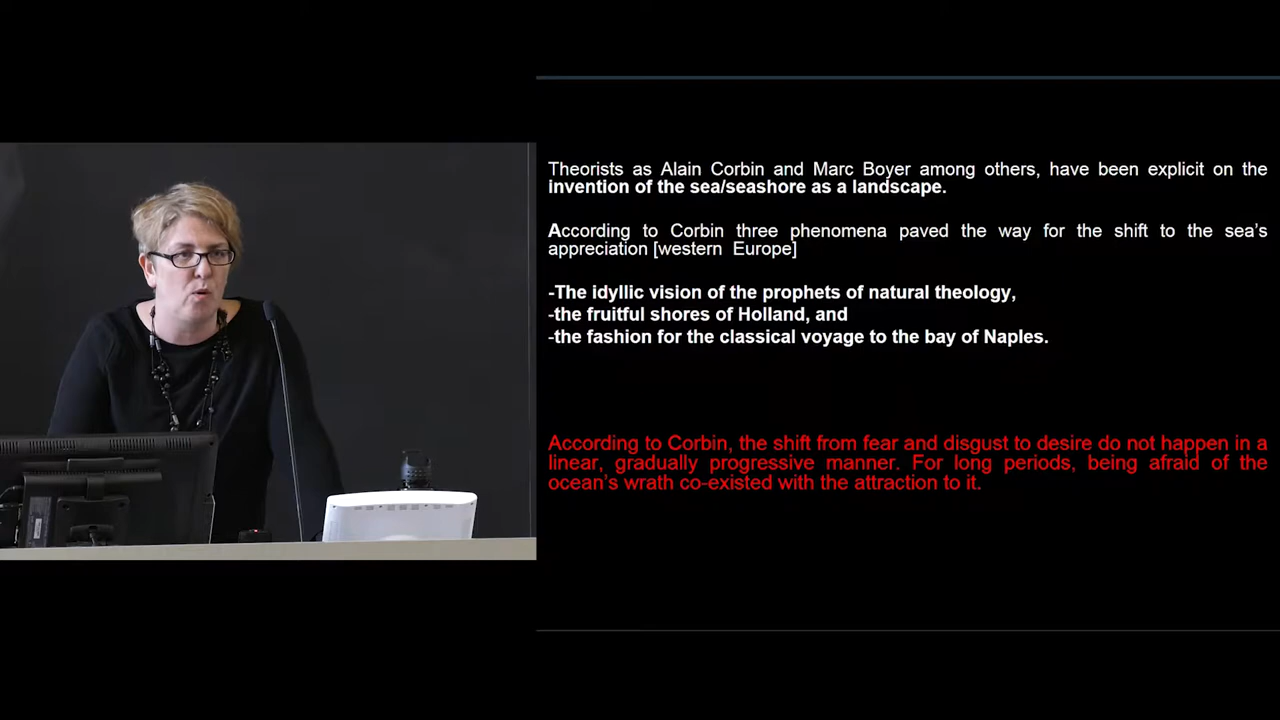 Theorists as Alain Corbin and Marc Boyer among others, have been explicit on the
invention of the sea/seashore as a landscape.
According to Corbin three phenomena paved the way for the shift to the sea's
appreciation [western Europe]
-The idyllic vision of the prophets of natural theology,
-the fruitful shores of Holland, and
-the fashion for the classical voyage to the bay of Naples.
According to Corbin, the shift from fear and disgust to desire do not happen in a
linear, gradually progressive manner. For long periods, being afraid of the
ocean's wrath co-existed with the attraction to it.